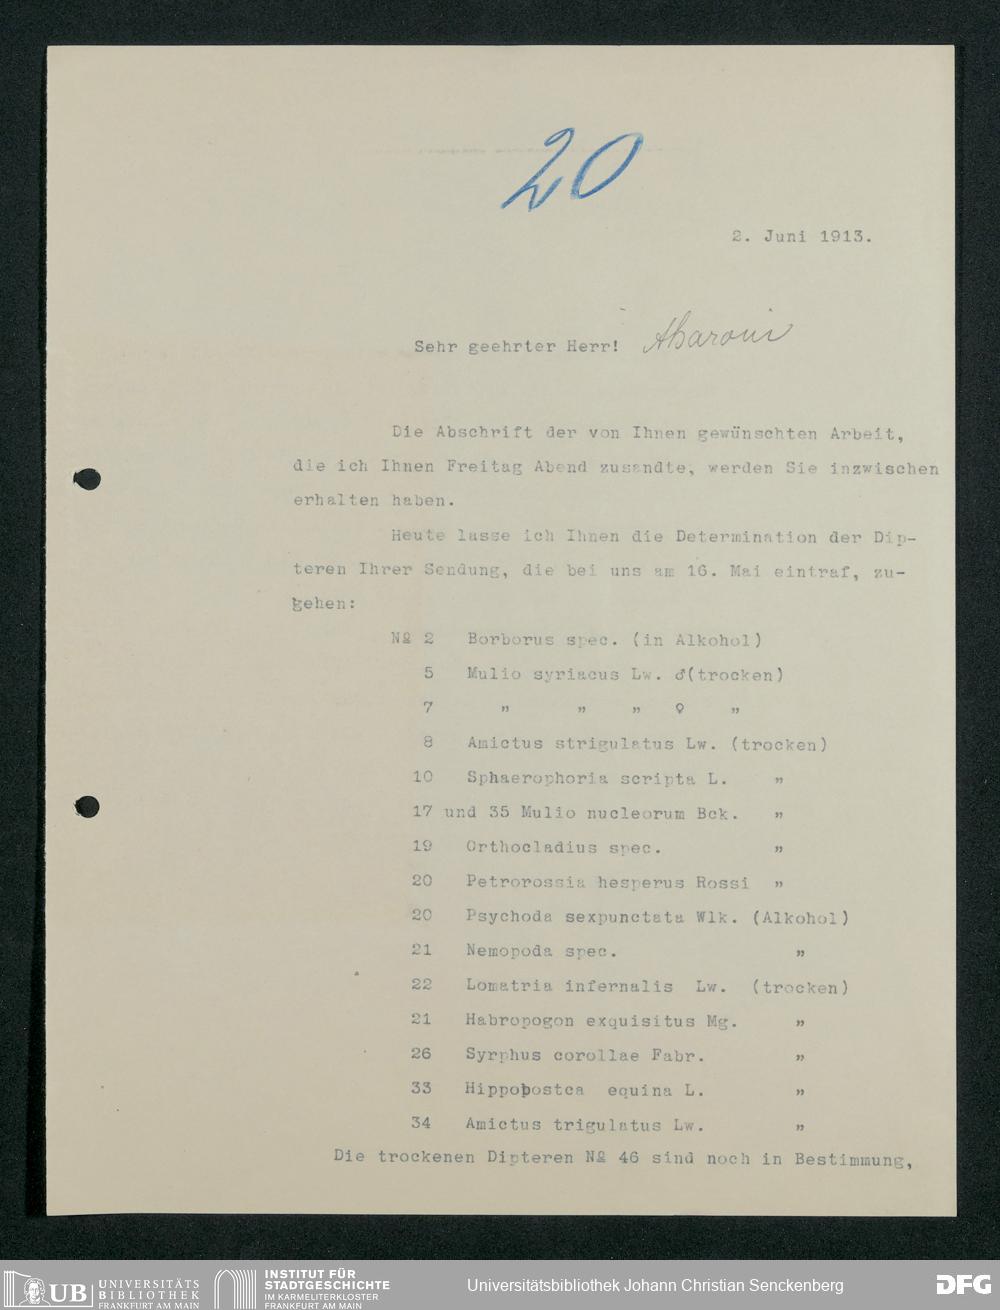 20
2. Juni 1913.
Sehr geehrter Herr! Aharoni
Die Abschrift der von Ihnen gewünschten Arbeit,
die ich Ihnen Freitag Abend zusandte, werden Sie inzwischen
erhalten haben.
Heute lasse ich Ihnen die Determination der Dip-
teren Ihrer Sendung, die bei uns am 16. Mai eintraf, zu-
gehen:
№ 2 Borborus spec. (in Alkohol)
5 Mulio syriacus Lw. ♂(trocken)
7 " " " ♀ "
8 Amictus strigulatus Lw. (trocken)
10 Sphaerophoria scripta L. "
17 und 35 Mulio nucleorum Bck. "
19 Orthocladius spec. "
20 Petrorossia hesperus Rossi "
20 Psychoda sexpunctata Wlk. (Alkohol)
21 Nemopoda spec. "
22 Lomatria infernalis Lw. (trocken)
21 Habropogon exquisitus Mg. "
26 Syrphus corollae Fabr. "
33 Hippobostca equina L. "
34 Amictus trigulatus Lw. "
Die trockenen Dipteren № 46 sind noch in Bestimmung,
UB UNIVERSITÄTS
BIBLIOTHEK
FRANKFURT AM MAIN
INSTITUT FÜR
STADTGESCHICHTE
IM KARMELITERKLOSTER
FRANKFURT AM MAIN
Universitätsbibliothek Johann Christian Senckenberg
DFG